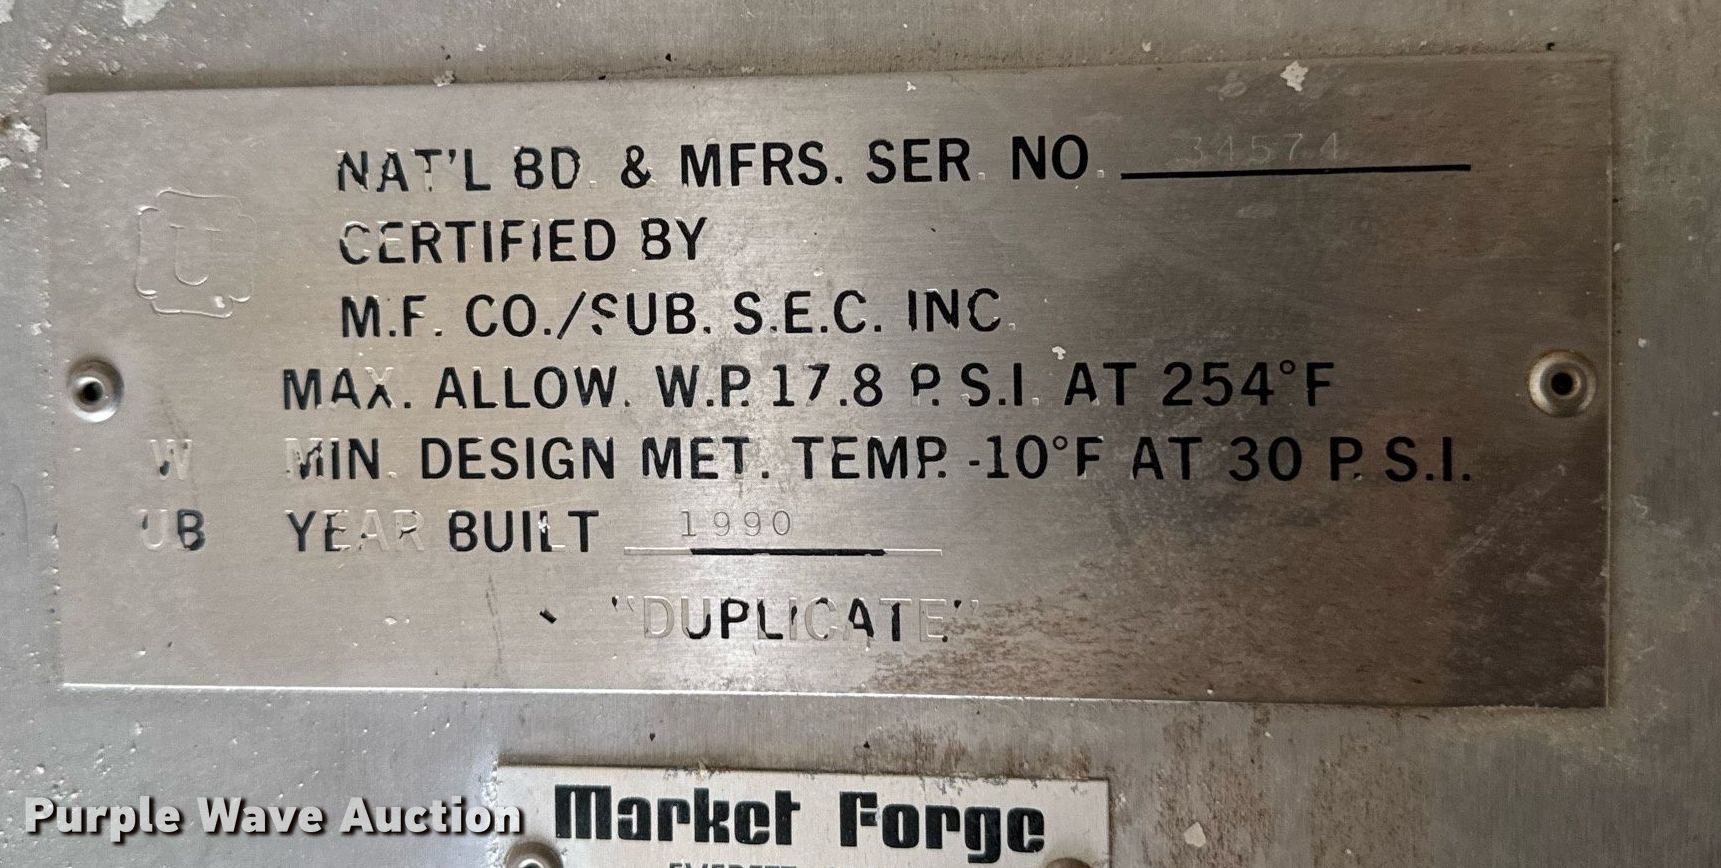 NAT'L BD. & MFRS. SER. NO. 34574
U
CERTIFIED BY
M.F. CO./SUB. S.E.C. INC.
MAX. ALLOW. W.P. 17.8 P.S.I. AT 254°F
W MIN. DESIGN MET. TEMP. -10°F AT 30 P.S.I.
UB YEAR BUILT 1990
"DUPLICATE"
Market Forge
Purple Wave Auction